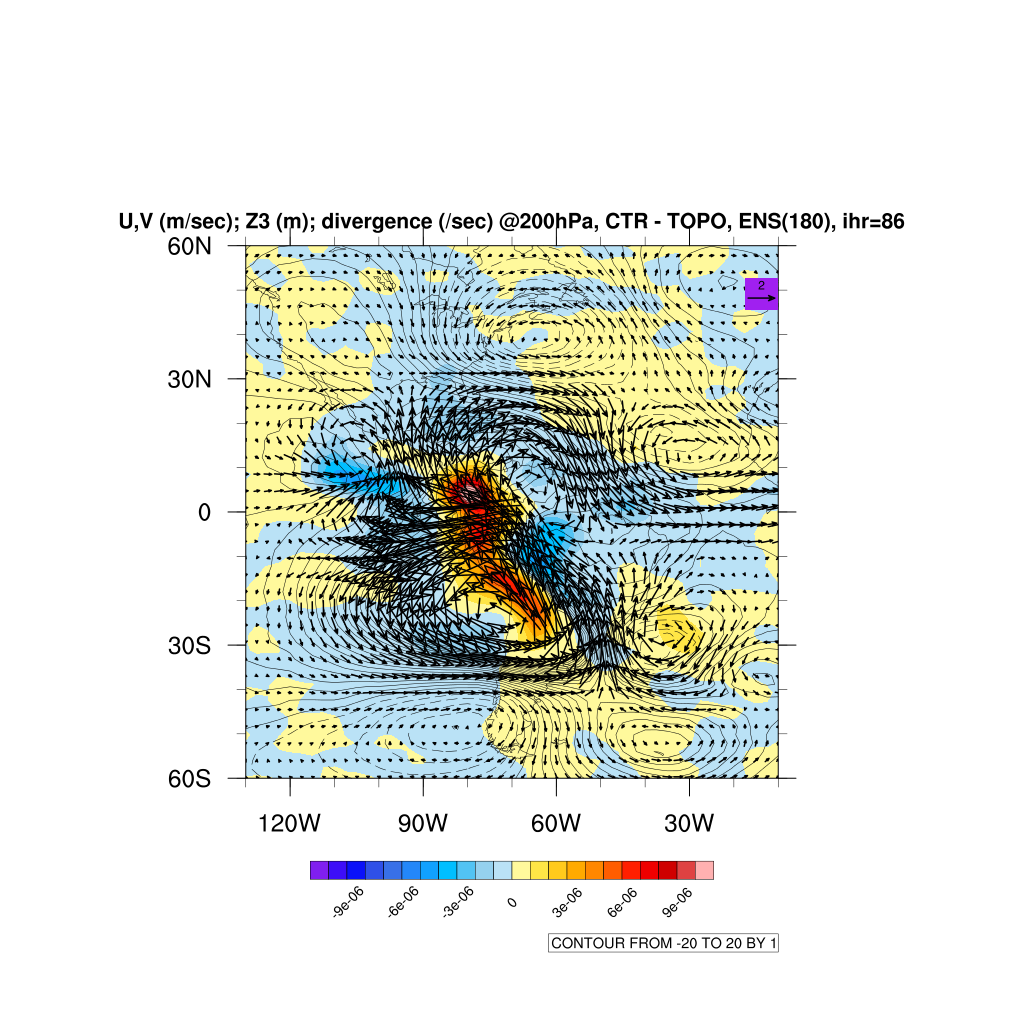 U,V (m/sec); Z3 (m); divergence (/sec) @200hPa, CTR - TOPO, ENS(180), ihr=86
60N
2
30N
0
30S
60S
120W 90W 60W 30W
-9e-06 -6e-06 -3e-06 0 3e-06 6e-06 9e-06
CONTOUR FROM -20 TO 20 BY 1